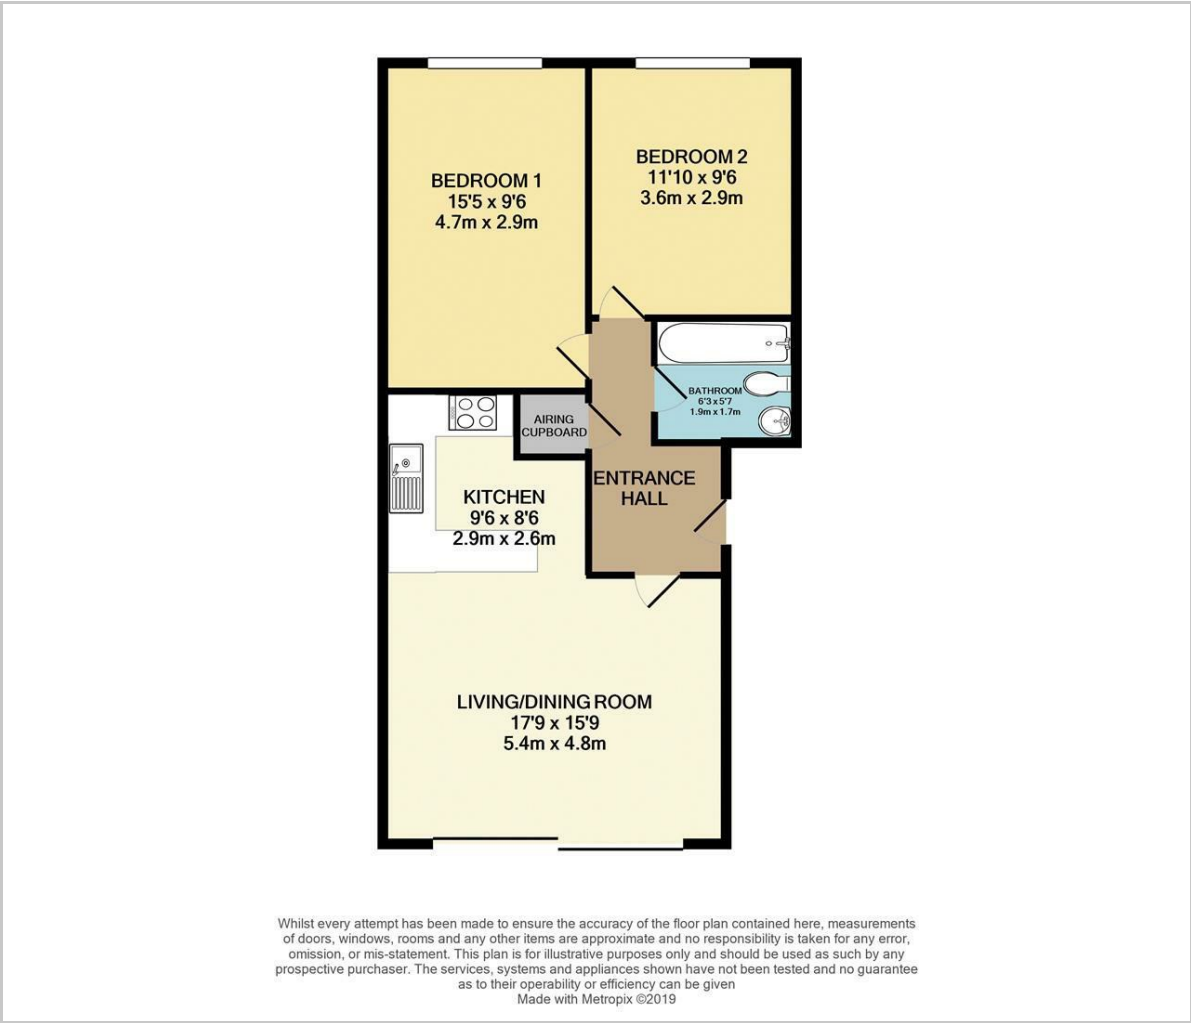 BEDROOM 1
15'5 x 9'6
4.7m x 2.9m
BEDROOM 2
11'10 x 9'6
3.6m x 2.9m
BATHROOM
6'3 x 5'7
1.9m x 1.7m
AIRING
CUPBOARD
ENTRANCE
HALL
KITCHEN
9'6 x 8'6
2.9m x 2.6m
LIVING/DINING ROOM
17'9 x 15'9
5.4m x 4.8m
Whilst every attempt has been made to ensure the accuracy of the floor plan contained here, measurements
of doors, windows, rooms and any other items are approximate and no responsibility is taken for any error,
omission, or mis-statement. This plan is for illustrative purposes only and should be used as such by any
prospective purchaser. The services, systems and appliances shown have not been tested and no guarantee
as to their operability or efficiency can be given
Made with Metropix ©2019